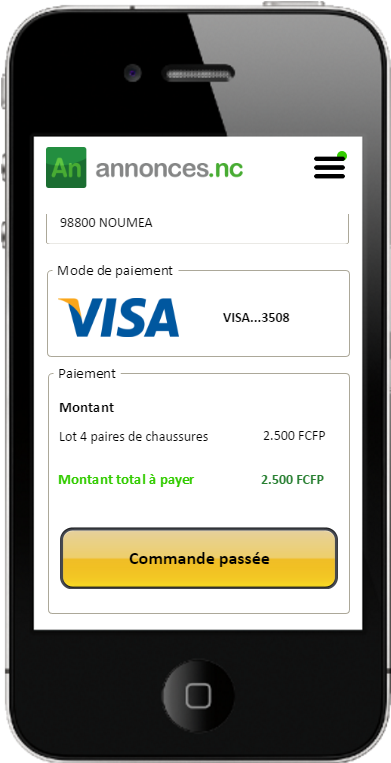 An annonces.nc
98800 NOUMEA
Mode de paiement
VISA VISA...3508
Paiement
Montant
Lot 4 paires de chaussures 2.500 FCFP
Montant total à payer 2.500 FCFP
Commande passée